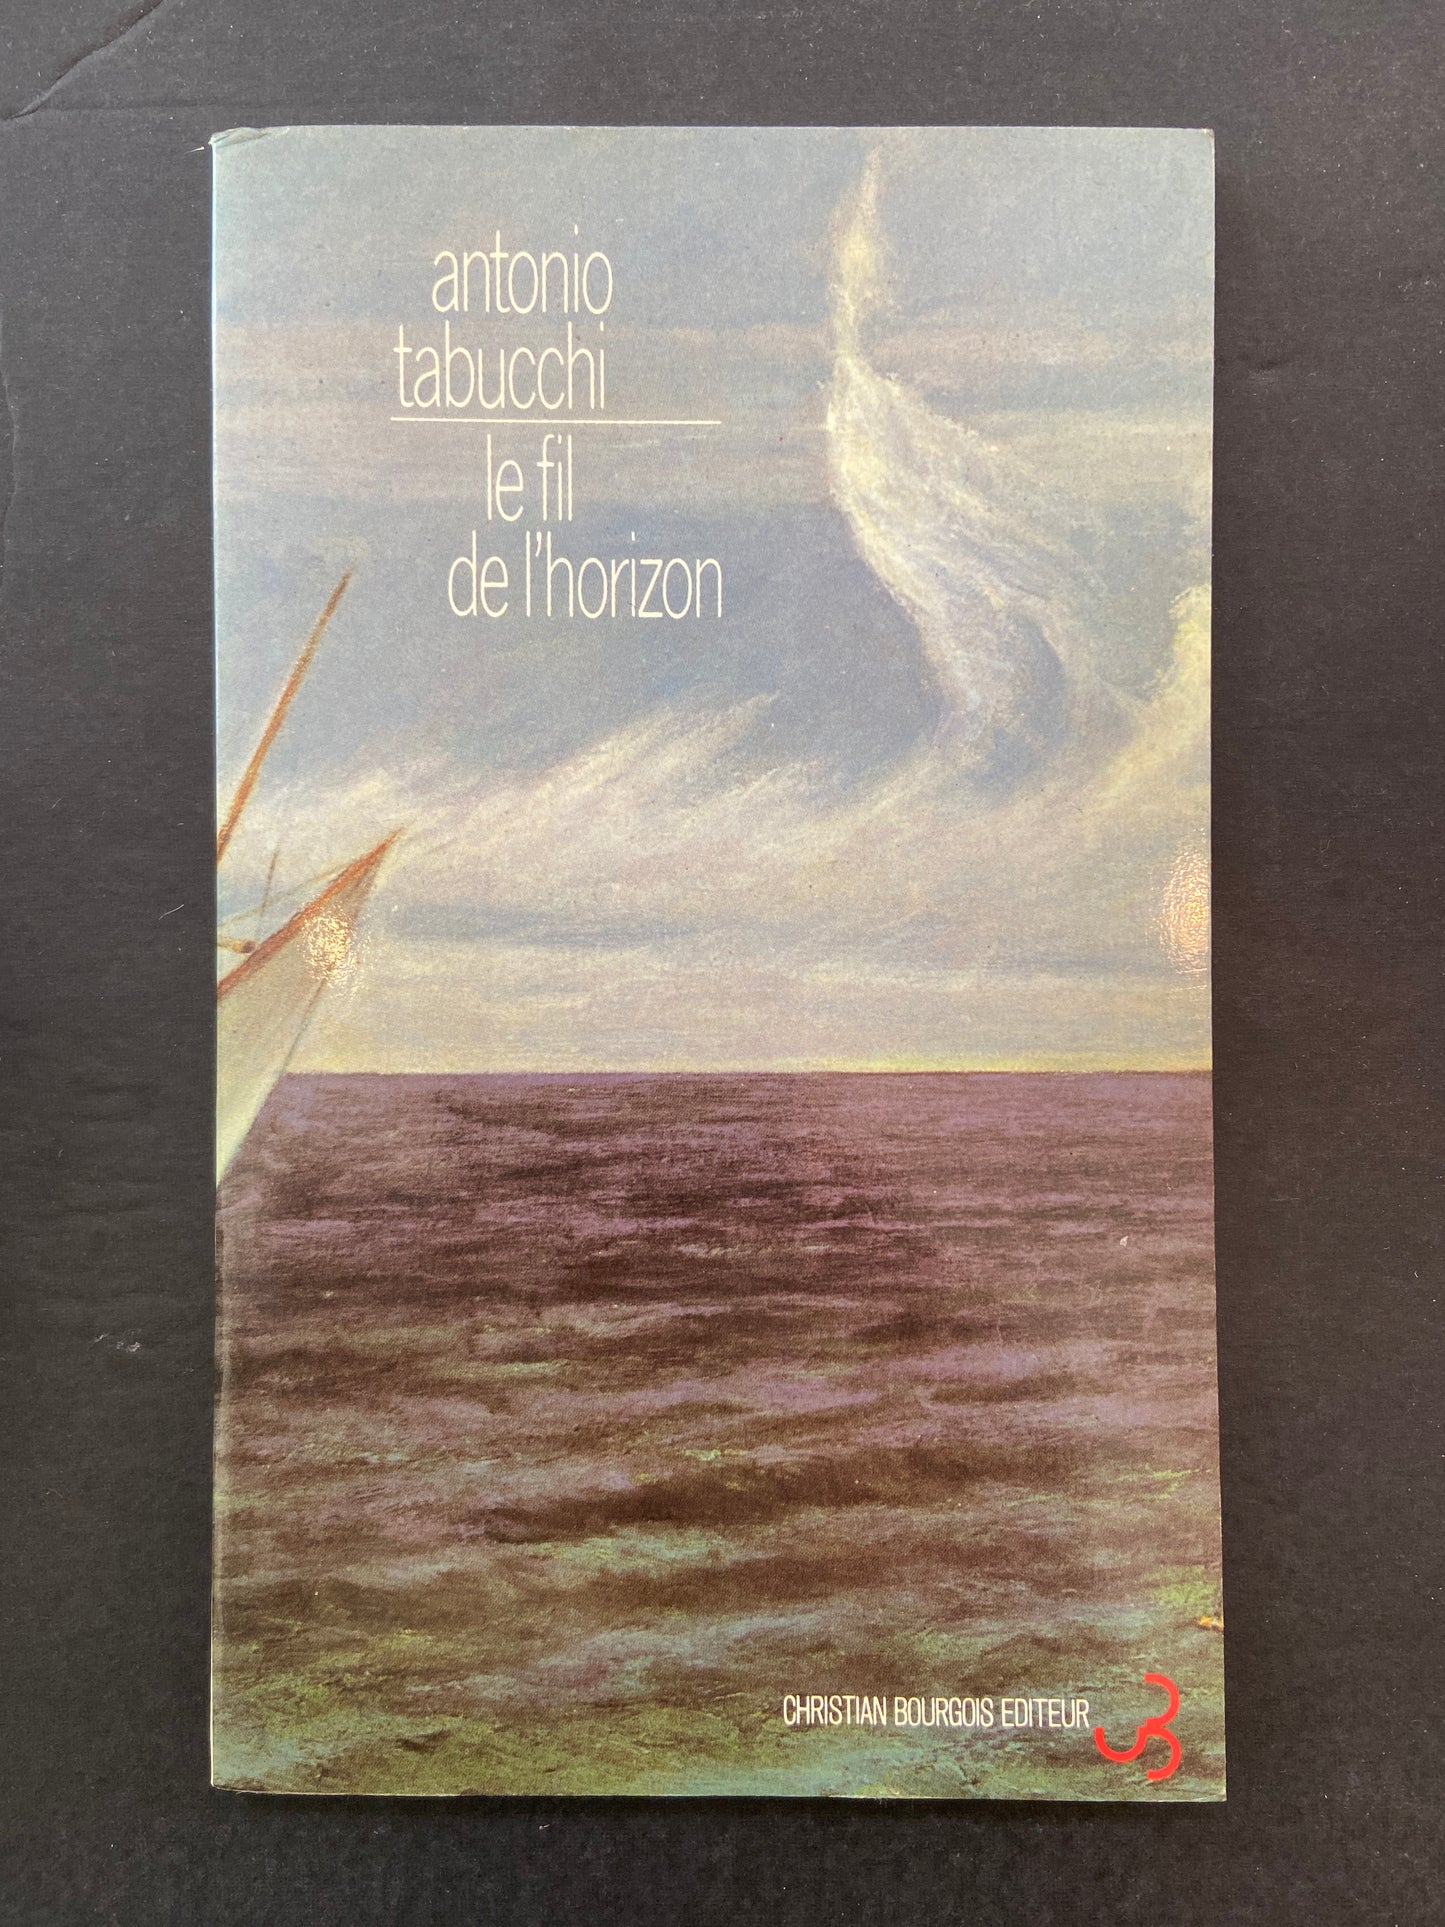 antonio
tabucchi
le fil
de l'horizon
CHRISTIAN BOURGOIS EDITEUR